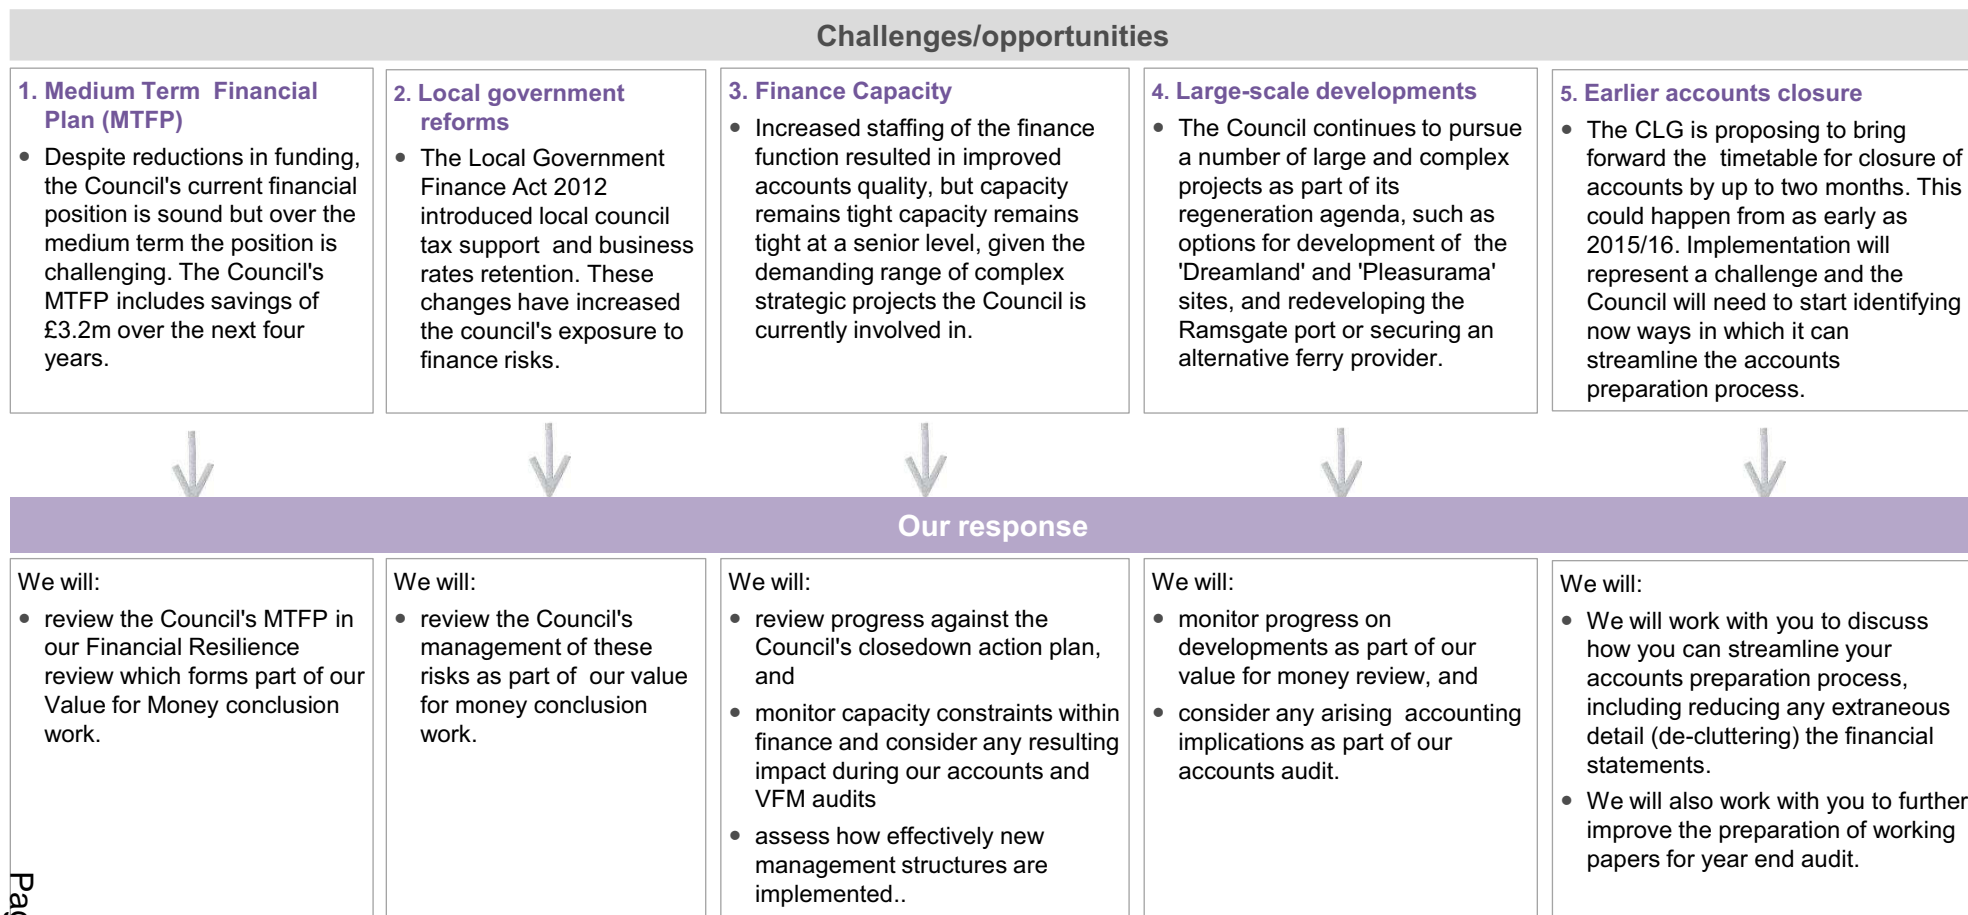 Challenges/opportunities
1. Medium Term Financial
Plan (MTFP)
• Despite reductions in funding,
the Council's current financial
position is sound but over the
medium term the position is
challenging. The Council's
MTFP includes savings of
£3.2m over the next four
years.
2. Local government
reforms
• The Local Government
Finance Act 2012
introduced local council
tax support and business
rates retention. These
changes have increased
the council's exposure to
finance risks.
3. Finance Capacity
• Increased staffing of the finance
function resulted in improved
accounts quality, but capacity
remains tight capacity remains
tight at a senior level, given the
demanding range of complex
strategic projects the Council is
currently involved in.
4. Large-scale developments
• The Council continues to pursue
a number of large and complex
projects as part of its
regeneration agenda, such as
options for development of the
'Dreamland' and 'Pleasurama'
sites, and redeveloping the
Ramsgate port or securing an
alternative ferry provider.
5. Earlier accounts closure
• The CLG is proposing to bring
forward the timetable for closure of
accounts by up to two months. This
could happen from as early as
2015/16. Implementation will
represent a challenge and the
Council will need to start identifying
now ways in which it can
streamline the accounts
preparation process.
Our response
We will:
• review the Council's MTFP in
our Financial Resilience
review which forms part of our
Value for Money conclusion
work.
We will:
• review the Council's
management of these
risks as part of our value
for money conclusion
work.
We will:
• review progress against the
Council's closedown action plan,
and
• monitor capacity constraints within
finance and consider any resulting
impact during our accounts and
VFM audits
• assess how effectively new
management structures are
implemented..
We will:
• monitor progress on
developments as part of our
value for money review, and
• consider any arising accounting
implications as part of our
accounts audit.
We will:
• We will work with you to discuss
how you can streamline your
accounts preparation process,
including reducing any extraneous
detail (de-cluttering) the financial
statements.
• We will also work with you to further
improve the preparation of working
papers for year end audit.